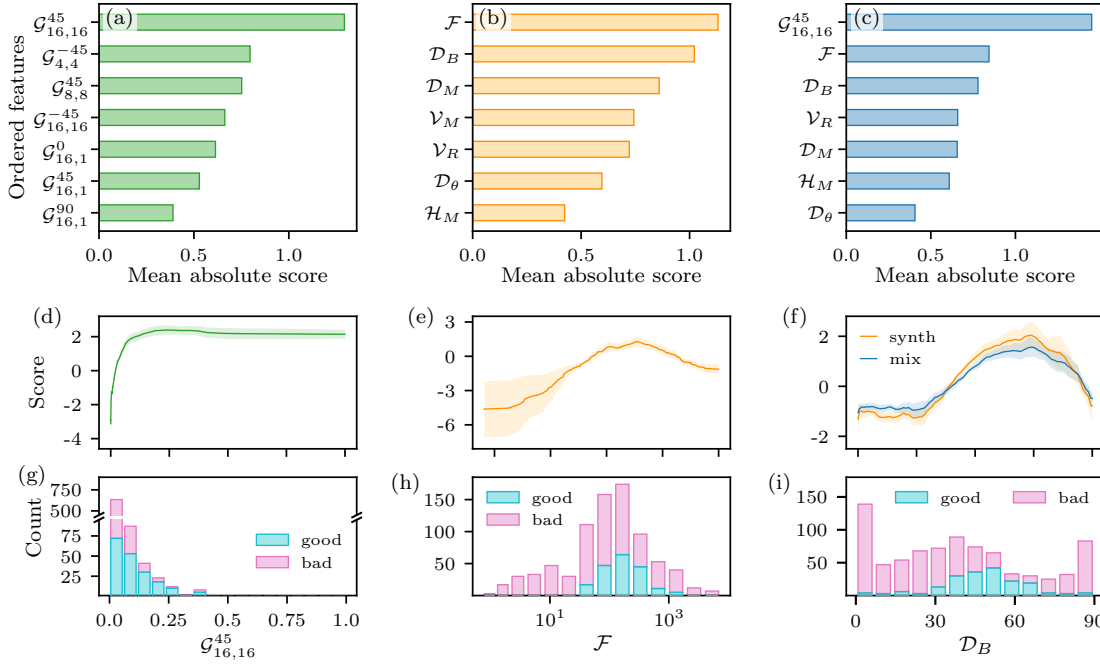 Ordered features
(a)
𝒢^{45}_{16,16}
𝒢^{-45}_{4,4}
𝒢^{45}_{8,8}
𝒢^{-45}_{16,16}
𝒢^{0}_{16,1}
𝒢^{45}_{16,1}
𝒢^{90}_{16,1}
0.0 0.5 1.0
Mean absolute score
(b)
ℱ
𝒟_B
𝒟_M
𝒱_M
𝒱_R
𝒟_θ
ℋ_M
0.0 0.5 1.0
Mean absolute score
(c)
𝒢^{45}_{16,16}
ℱ
𝒟_B
𝒱_R
𝒟_M
ℋ_M
𝒟_θ
0.0 0.5 1.0
Mean absolute score
(d)
Score
2
0
-2
-4
(e)
3
0
-3
-6
(f)
2
0
-2
synth
mix
(g)
Count
750
500
75
50
25
good
bad
0.0 0.25 0.5 0.75 1.0
𝒢^{45}_{16,16}
(h)
150
100
50
good
bad
10^1 10^3
ℱ
(i)
150
100
50
0
good bad
0 30 60 90
𝒟_B